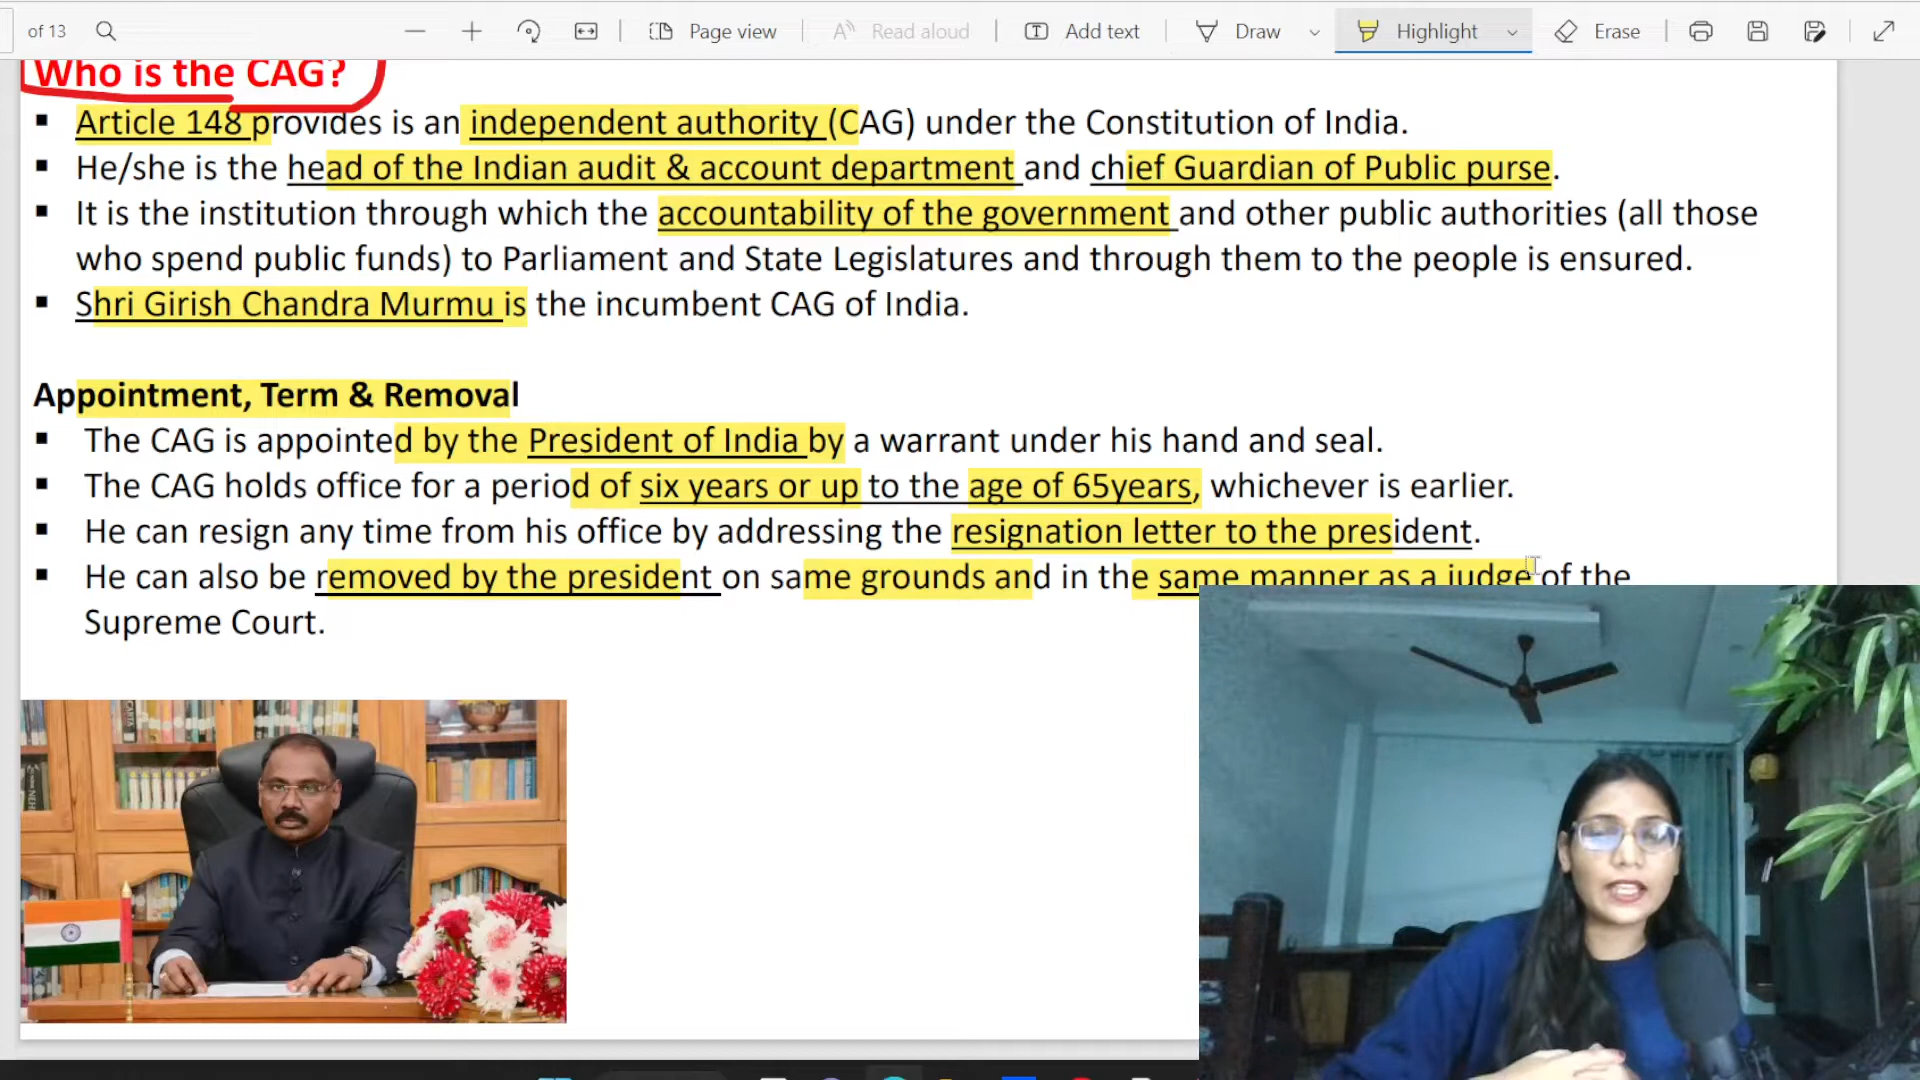 of 13
Page view
Read aloud
Add text
Draw
Highlight
Erase
Who is the CAG?
▪ Article 148 provides is an independent authority (CAG) under the Constitution of India.
▪ He/she is the head of the Indian audit & account department and chief Guardian of Public purse.
▪ It is the institution through which the accountability of the government and other public authorities (all those
who spend public funds) to Parliament and State Legislatures and through them to the people is ensured.
▪ Shri Girish Chandra Murmu is the incumbent CAG of India.
Appointment, Term & Removal
▪ The CAG is appointed by the President of India by a warrant under his hand and seal.
▪ The CAG holds office for a period of six years or up to the age of 65years, whichever is earlier.
▪ He can resign any time from his office by addressing the resignation letter to the president.
▪ He can also be removed by the president on same grounds and in the same manner as a judge of the
Supreme Court.